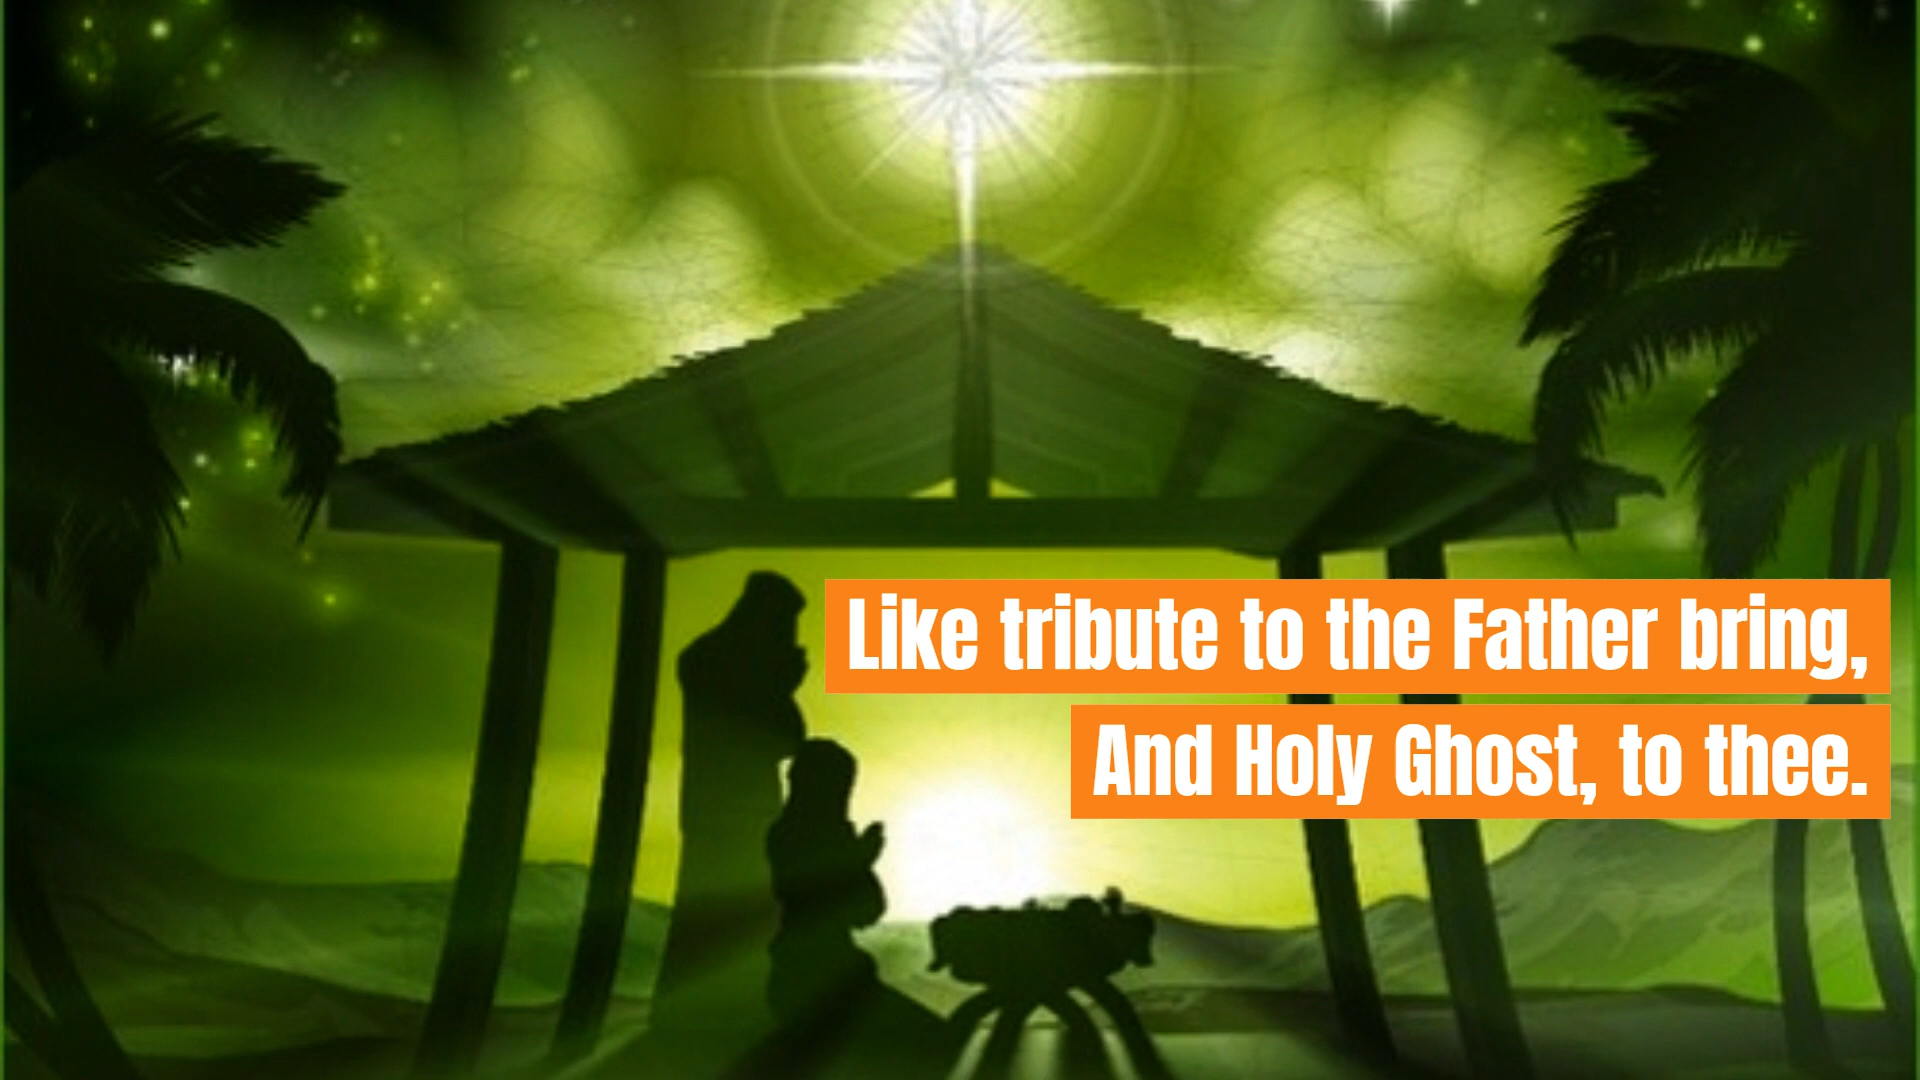 Like tribute to the Father bring,
And Holy Ghost, to thee.